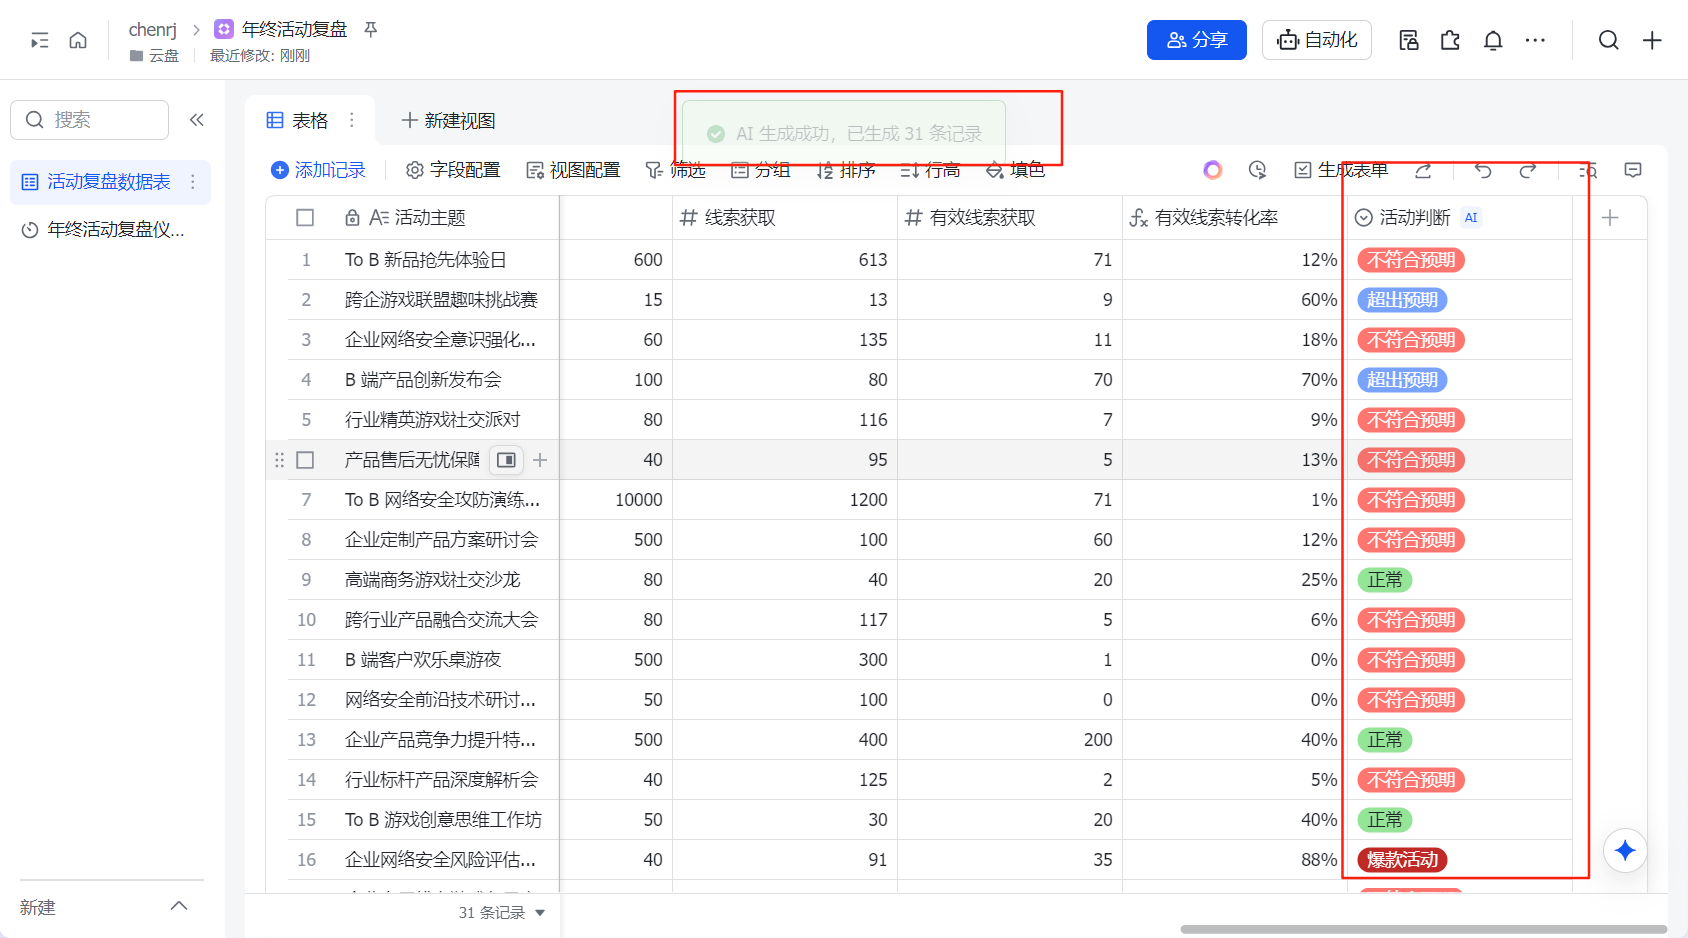 chenrj
年终活动复盘
云盘
最近修改: 刚刚
分享
自动化
搜索
活动复盘数据表
年终活动复盘仪...
新建
表格
新建视图
AI 生成成功，已生成 31 条记录
添加记录
字段配置
视图配置
筛选
分组
排序
行高
填色
生成表单
活动主题
线索获取
有效线索获取
有效线索转化率
活动判断 AI
1 To B 新品抢先体验日 600 613 71 12% 不符合预期
2 跨企游戏联盟趣味挑战赛 15 13 9 60% 超出预期
3 企业网络安全意识强化... 60 135 11 18% 不符合预期
4 B 端产品创新发布会 100 80 70 70% 超出预期
5 行业精英游戏社交派对 80 116 7 9% 不符合预期
产品售后无忧保障 40 95 5 13% 不符合预期
7 To B 网络安全攻防演练... 10000 1200 71 1% 不符合预期
8 企业定制产品方案研讨会 500 100 60 12% 不符合预期
9 高端商务游戏社交沙龙 80 40 20 25% 正常
10 跨行业产品融合交流大会 80 117 5 6% 不符合预期
11 B 端客户欢乐桌游夜 500 300 1 0% 不符合预期
12 网络安全前沿技术研讨... 50 100 0 0% 不符合预期
13 企业产品竞争力提升特... 500 400 200 40% 正常
14 行业标杆产品深度解析会 40 125 2 5% 不符合预期
15 To B 游戏创意思维工作坊 50 30 20 40% 正常
16 企业网络安全风险评估... 40 91 35 88% 爆款活动
31 条记录